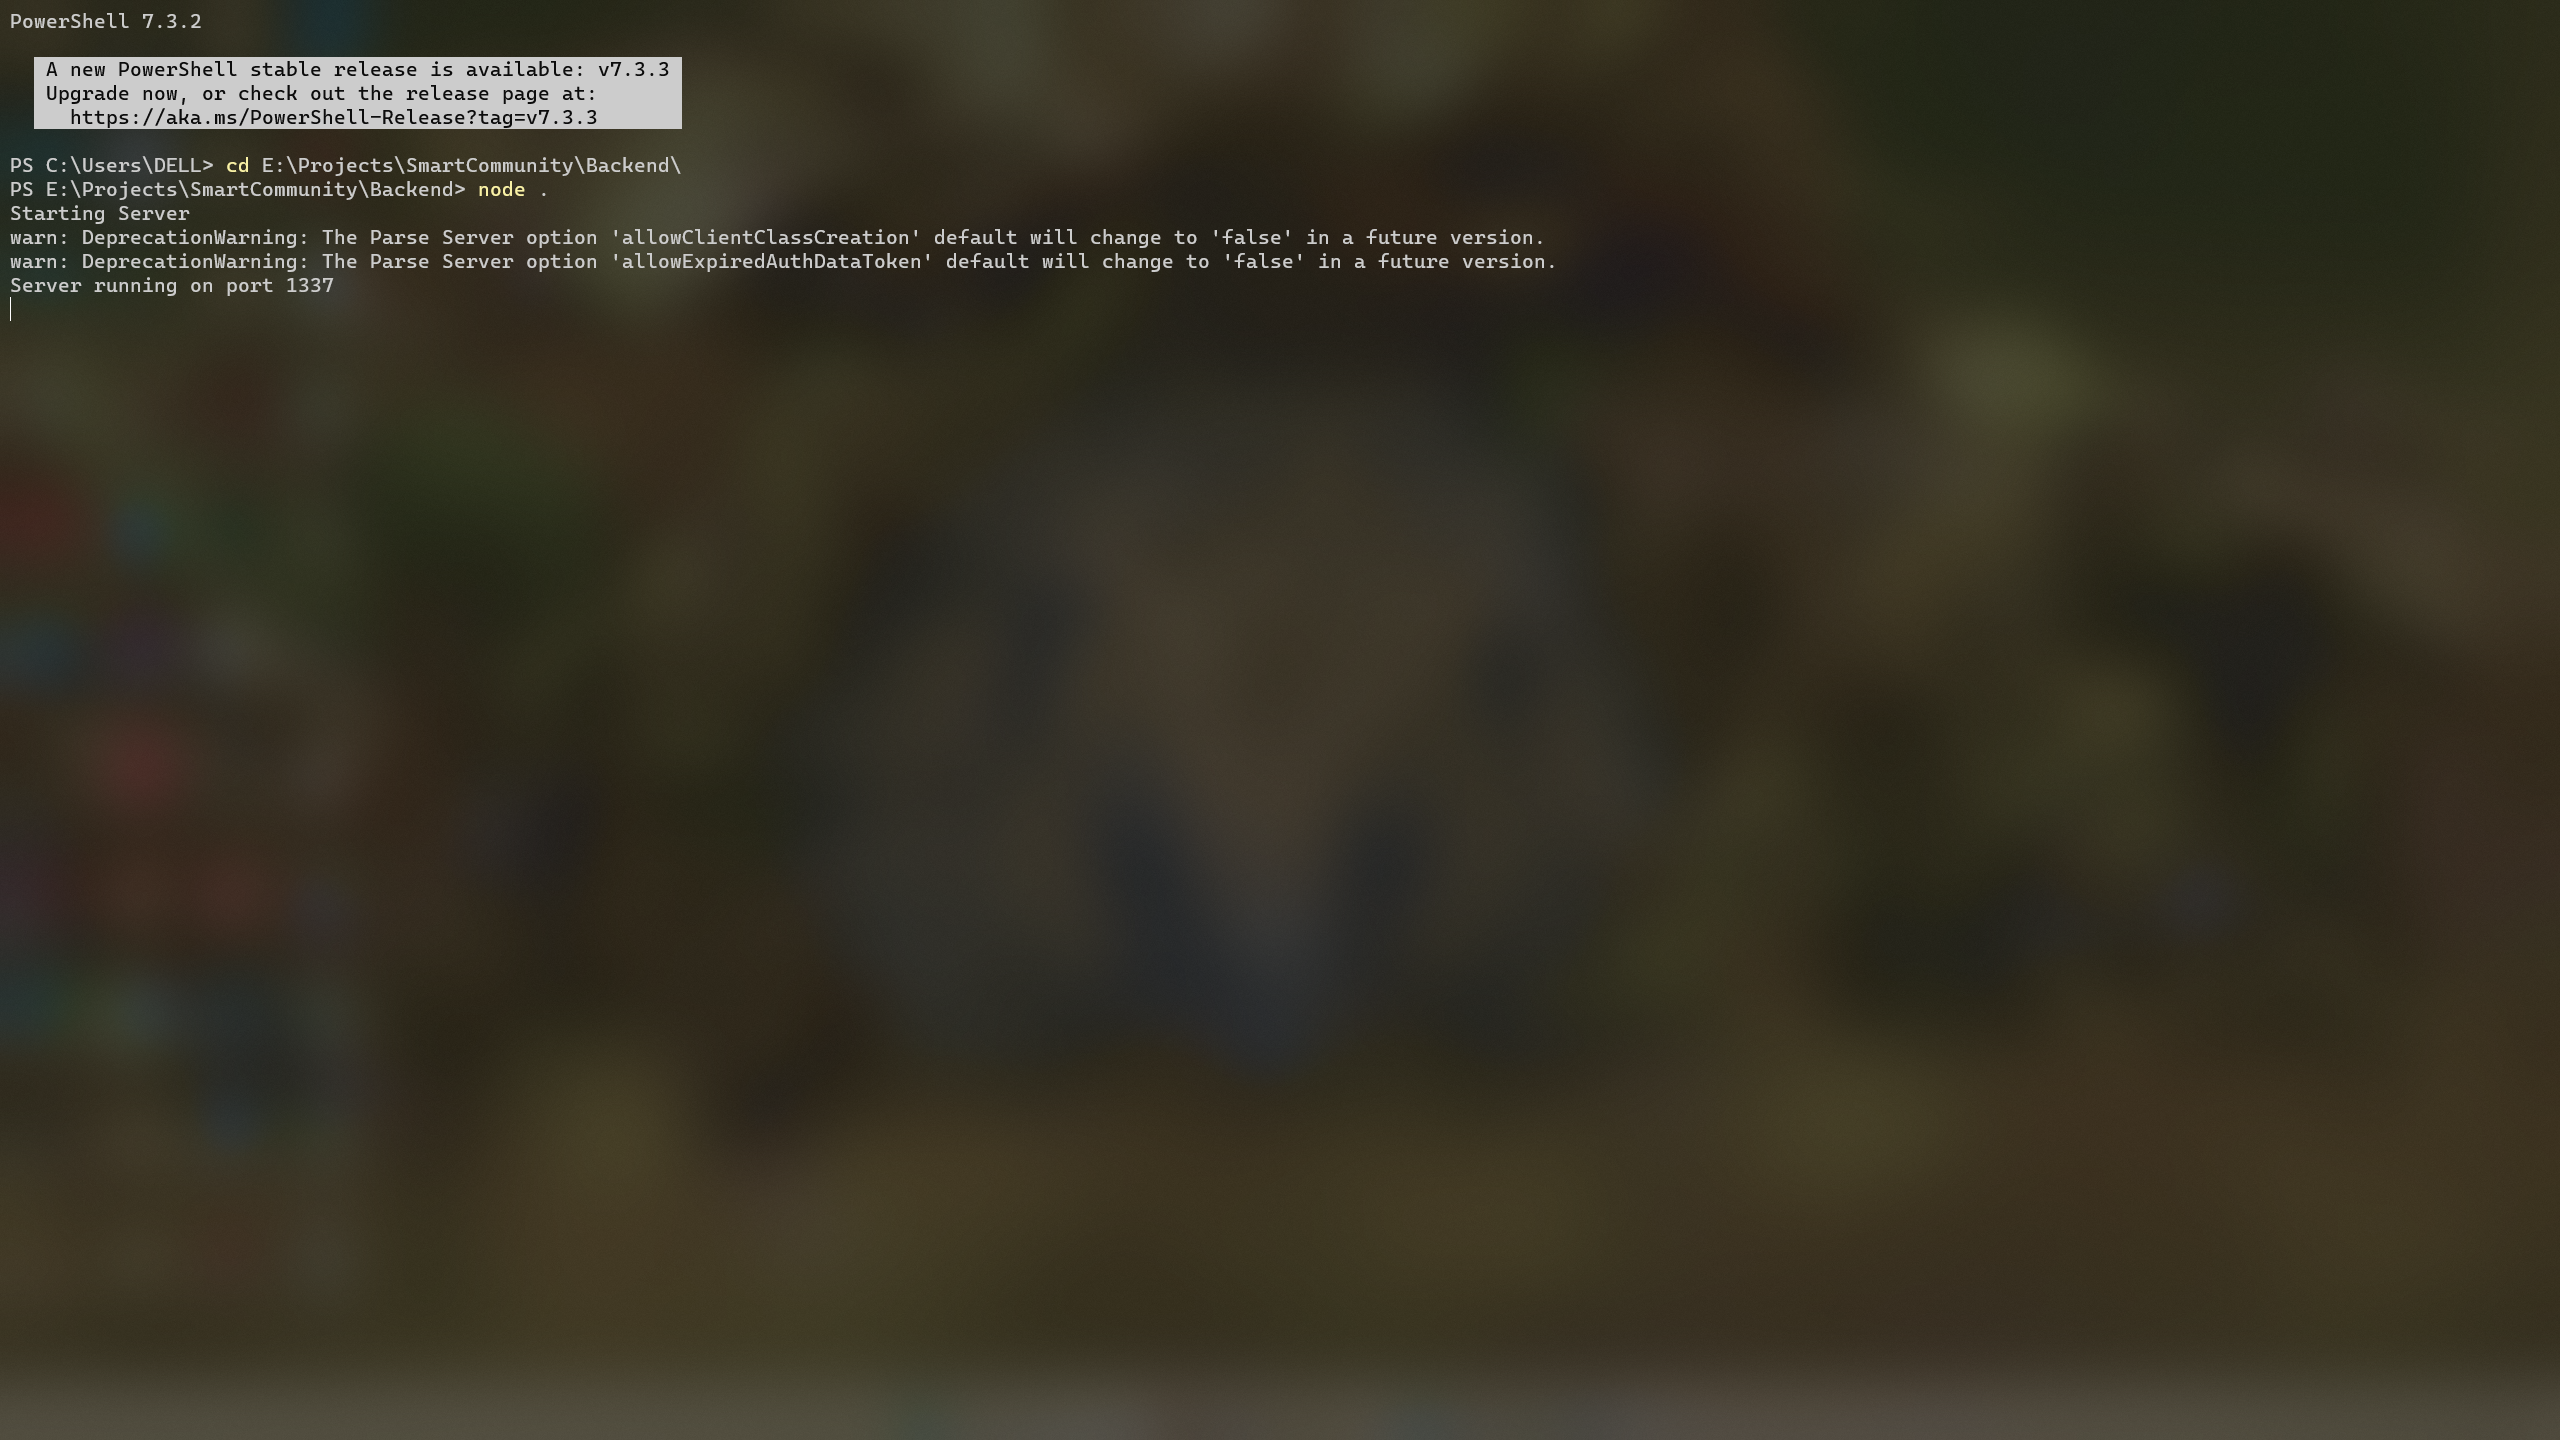 PowerShell 7.3.2
A new PowerShell stable release is available: v7.3.3
Upgrade now, or check out the release page at:
https://aka.ms/PowerShell-Release?tag=v7.3.3
PS C:\Users\DELL> cd E:\Projects\SmartCommunity\Backend\
PS E:\Projects\SmartCommunity\Backend> node .
Starting Server
warn: DeprecationWarning: The Parse Server option 'allowClientClassCreation' default will change to 'false' in a future version.
warn: DeprecationWarning: The Parse Server option 'allowExpiredAuthDataToken' default will change to 'false' in a future version.
Server running on port 1337